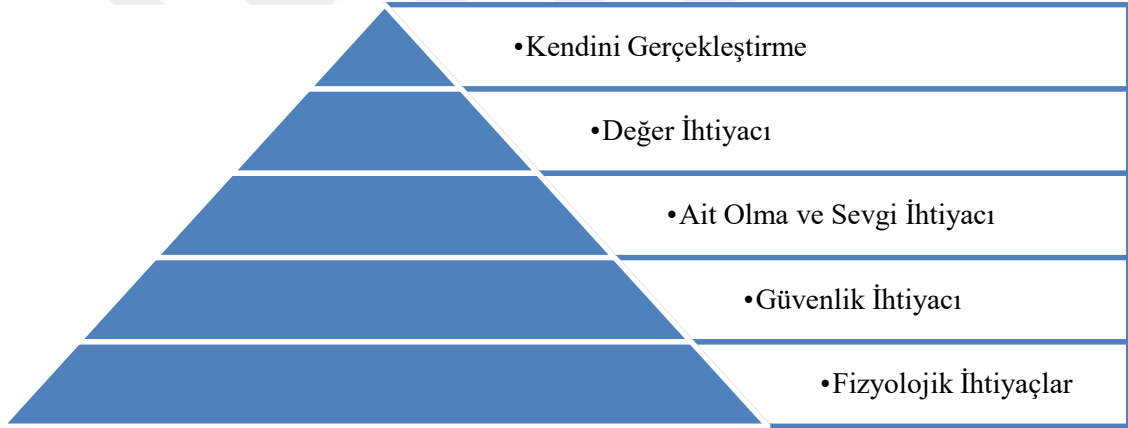 •Kendini Gerçekleştirme
•Değer İhtiyacı
•Ait Olma ve Sevgi İhtiyacı
•Güvenlik İhtiyacı
•Fizyolojik İhtiyaçlar